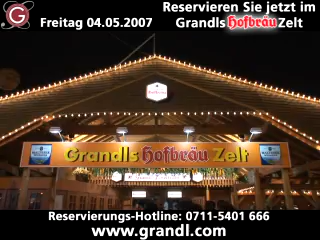 Reservieren Sie jetzt im
Freitag 04.05.2007
Grandls Hofbräu Zelt
Grandls Hofbräu Zelt
Reservierungs-Hotline: 0711-5401 666
www.grandl.com